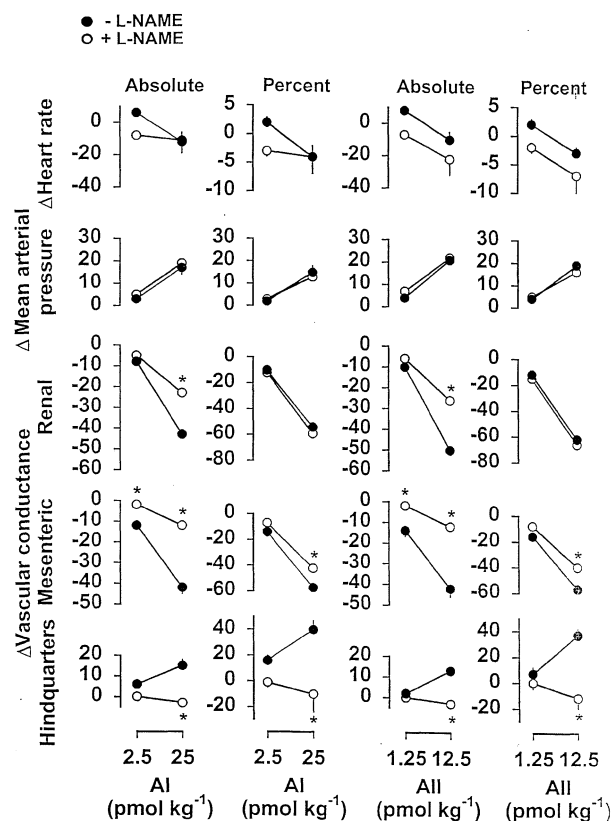 ● - L-NAME
○ + L-NAME
Absolute Percent Absolute Percent
Δ Heart rate
0 -20 -40
5 0 -5 -10
0 -20 -40
5 0 -5 -10
Δ Mean arterial pressure
30 20 10 0
30 20 10 0
30 20 10 0
30 20 10 0
ΔVascular conductance
Renal
0 -10 -20 -30 -40 -50 -60
0 -20 -40 -60 -80
0 -10 -20 -30 -40 -50 -60
0 -20 -40 -60 -80
* *
Mesenteric
0 -10 -20 -30 -40 -50
0 -20 -40 -60
0 -10 -20 -30 -40 -50
0 -20 -40 -60
* * * * * *
Hindquarters
20 0
40 20 0 -20
20 0
40 20 0 -20
* * * *
2.5 25 2.5 25 1.25 12.5 1.25 12.5
AI AI AII AII
(pmol kg⁻¹) (pmol kg⁻¹) (pmol kg⁻¹) (pmol kg⁻¹)